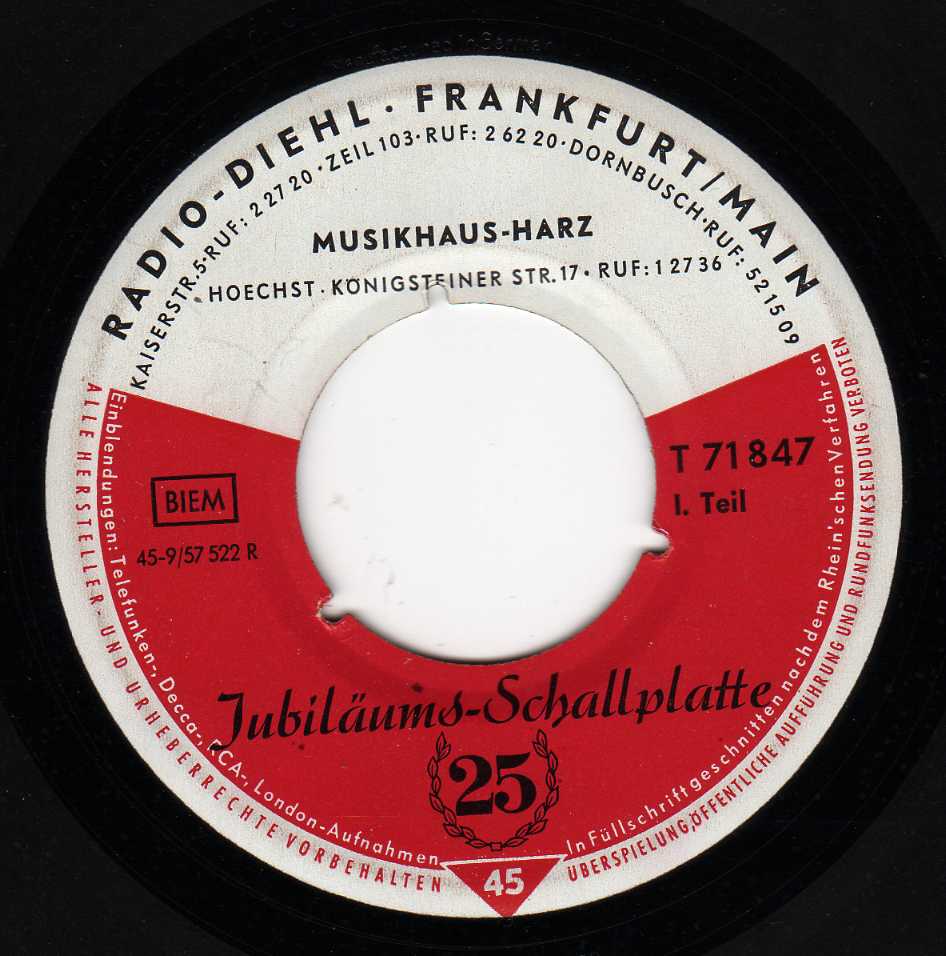 Manufactured in Germany
RADIO-DIEHL · FRANKFURT/MAIN
KAISERSTR. 5 · RUF: 2 27 20 · ZEIL 103 · RUF: 2 62 20 · DORNBUSCH · RUF: 52 15 09
MUSIKHAUS-HARZ
HOECHST · KÖNIGSTEINER STR. 17 · RUF: 1 27 36
T 71 847
I. Teil
BIEM
45-9/57 522 R
Jubiläums-Schallplatte
25
45
Einblendungen: Telefunken-, Decca-, RCA-, London-Aufnahmen
In Füllschrift geschnitten nach dem Rhein'schen Verfahren
ALLE HERSTELLER- UND URHEBERRECHTE VORBEHALTEN
ÜBERSPIELUNG, ÖFFENTLICHE AUFFÜHRUNG UND RUNDFUNKSENDUNG VERBOTEN